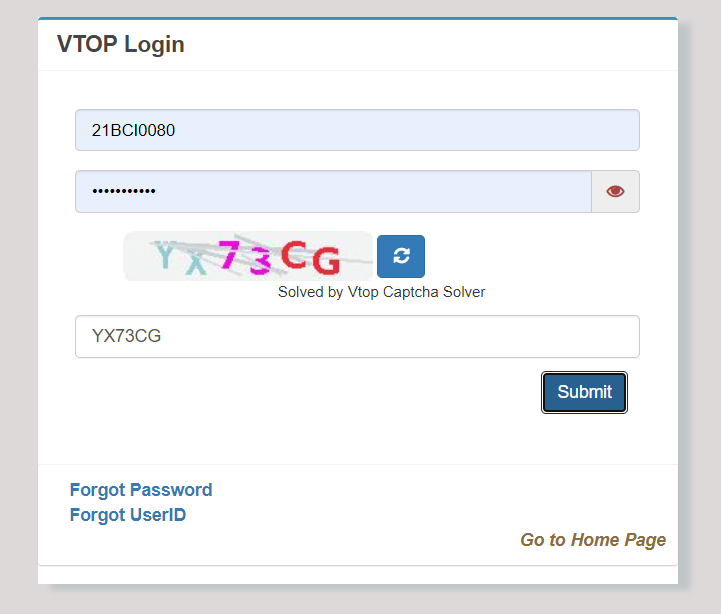 VTOP Login
21BCI0080
•••••••••••
YX73CG
Solved by Vtop Captcha Solver
YX73CG
Submit
Forgot Password
Forgot UserID
Go to Home Page